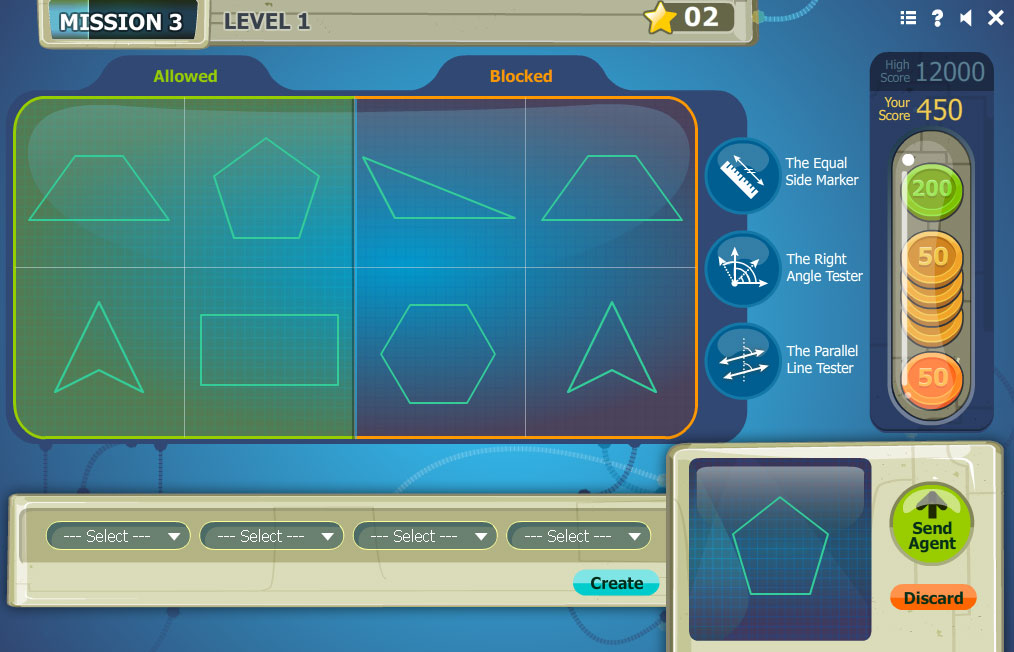 MISSION 3
LEVEL 1
02
?
Allowed
Blocked
High
Score 12000
Your
Score 450
The Equal
Side Marker
200
The Right
Angle Tester
50
The Parallel
Line Tester
50
--- Select ---
--- Select ---
--- Select ---
--- Select ---
Create
Send
Agent
Discard